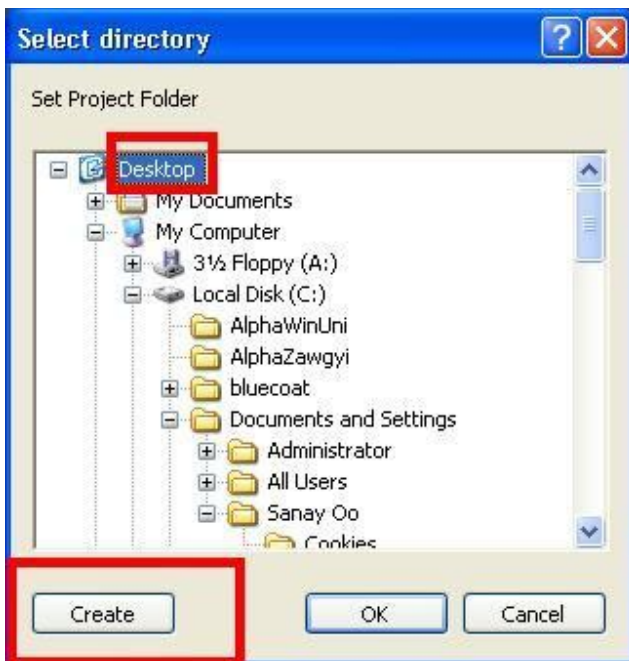 Select directory
Set Project Folder
Desktop
My Documents
My Computer
3½ Floppy (A:)
Local Disk (C:)
AlphaWinUni
AlphaZawgyi
bluecoat
Documents and Settings
Administrator
All Users
Sanay Oo
Cookies
Create OK Cancel